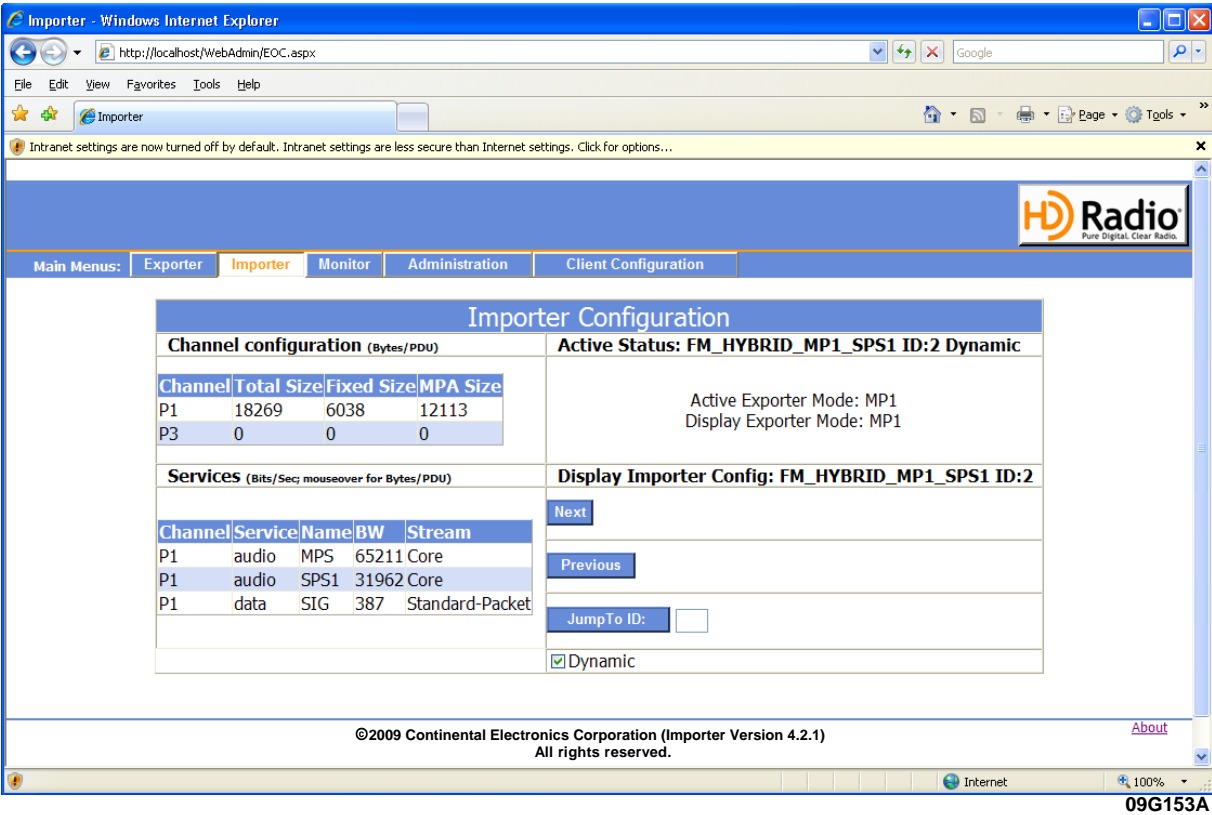 Importer - Windows Internet Explorer
http://localhost/WebAdmin/EOC.aspx
Google
File Edit View Favorites Tools Help
Importer
Page Tools »
Intranet settings are now turned off by default. Intranet settings are less secure than Internet settings. Click for options...
HD Radio
Pure Digital. Clear Radio.
Main Menus: Exporter Importer Monitor Administration Client Configuration
Importer Configuration
Channel configuration (Bytes/PDU)
Channel Total Size Fixed Size MPA Size
P1 18269 6038 12113
P3 0 0 0
Active Status: FM_HYBRID_MP1_SPS1 ID:2 Dynamic
Active Exporter Mode: MP1
Display Exporter Mode: MP1
Services (Bits/Sec; mouseover for Bytes/PDU)
Channel Service Name BW Stream
P1 audio MPS 65211 Core
P1 audio SPS1 31962 Core
P1 data SIG 387 Standard-Packet
Display Importer Config: FM_HYBRID_MP1_SPS1 ID:2
Next
Previous
JumpTo ID:
Dynamic
©2009 Continental Electronics Corporation (Importer Version 4.2.1)
All rights reserved.
About
Internet
100%
09G153A